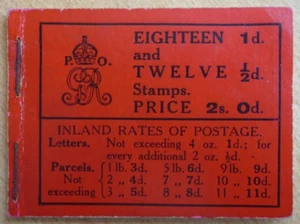 EIGHTEEN 1d.
and
P. O.
TWELVE ½d.
Stamps.
PRICE 2s. 0d.
INLAND RATES OF POSTAGE.
Letters. Not exceeding 4 oz. 1d.; for
every additional 2 oz. ½d.
Parcels. 1 lb. 3d. 5 lb. 6d. 9 lb. 9d.
Not 2 „ 4d. 7 „ 7d. 10 „ 10d.
exceeding 3 „ 5d. 8 „ 8d. 11 „ 11d.